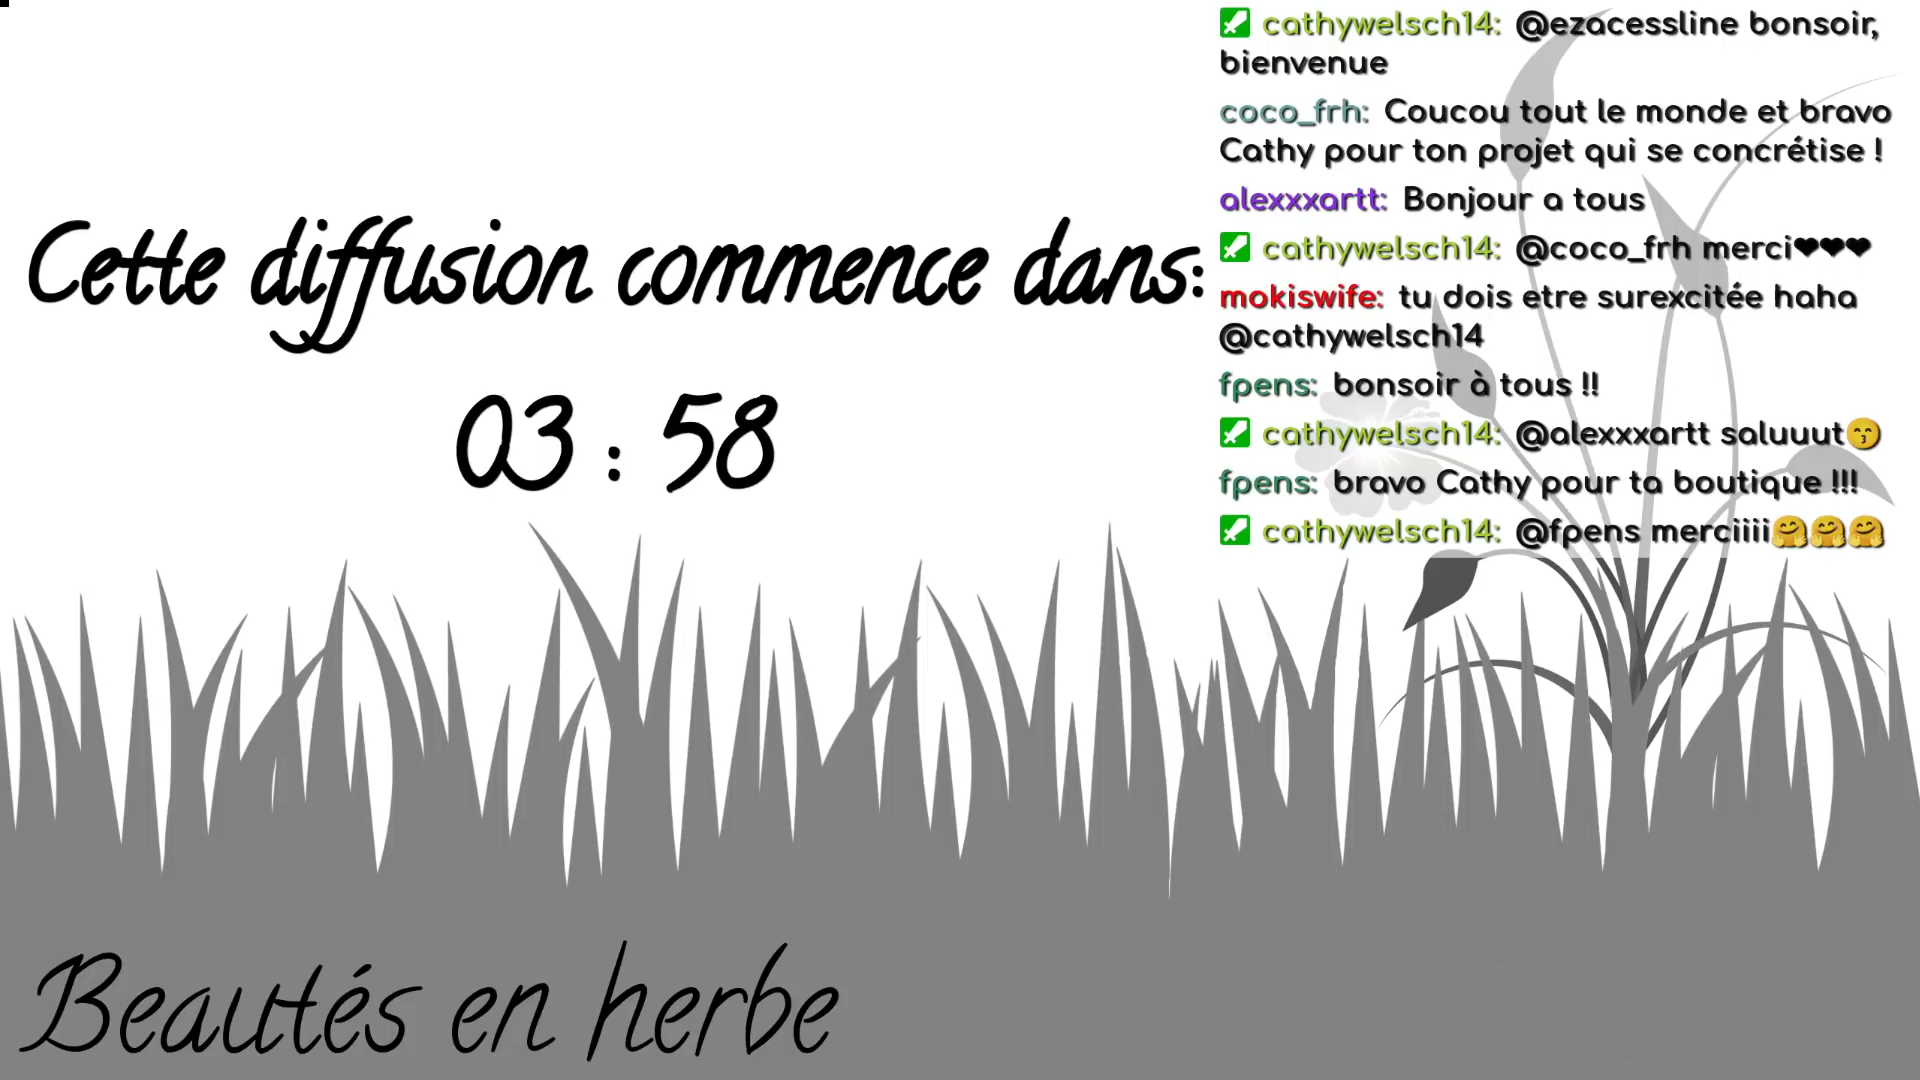 Cette diffusion commence dans:
03 : 58
cathywelsch14: @ezacessline bonsoir,
bienvenue
coco_frh: Coucou tout le monde et bravo
Cathy pour ton projet qui se concrétise !
alexxxartt: Bonjour a tous
cathywelsch14: @coco_frh merci❤❤❤
mokiswife: tu dois etre surexcitée haha
@cathywelsch14
fpens: bonsoir à tous !!
cathywelsch14: @alexxxartt saluuut😙
fpens: bravo Cathy pour ta boutique !!!
cathywelsch14: @fpens merciiii🤗🤗🤗
Beautés en herbe